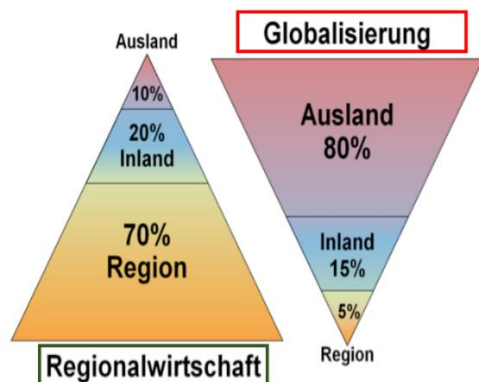 Ausland
10%
20%
Inland
70%
Region
Regionalwirtschaft
Globalisierung
Ausland
80%
Inland
15%
5%
Region